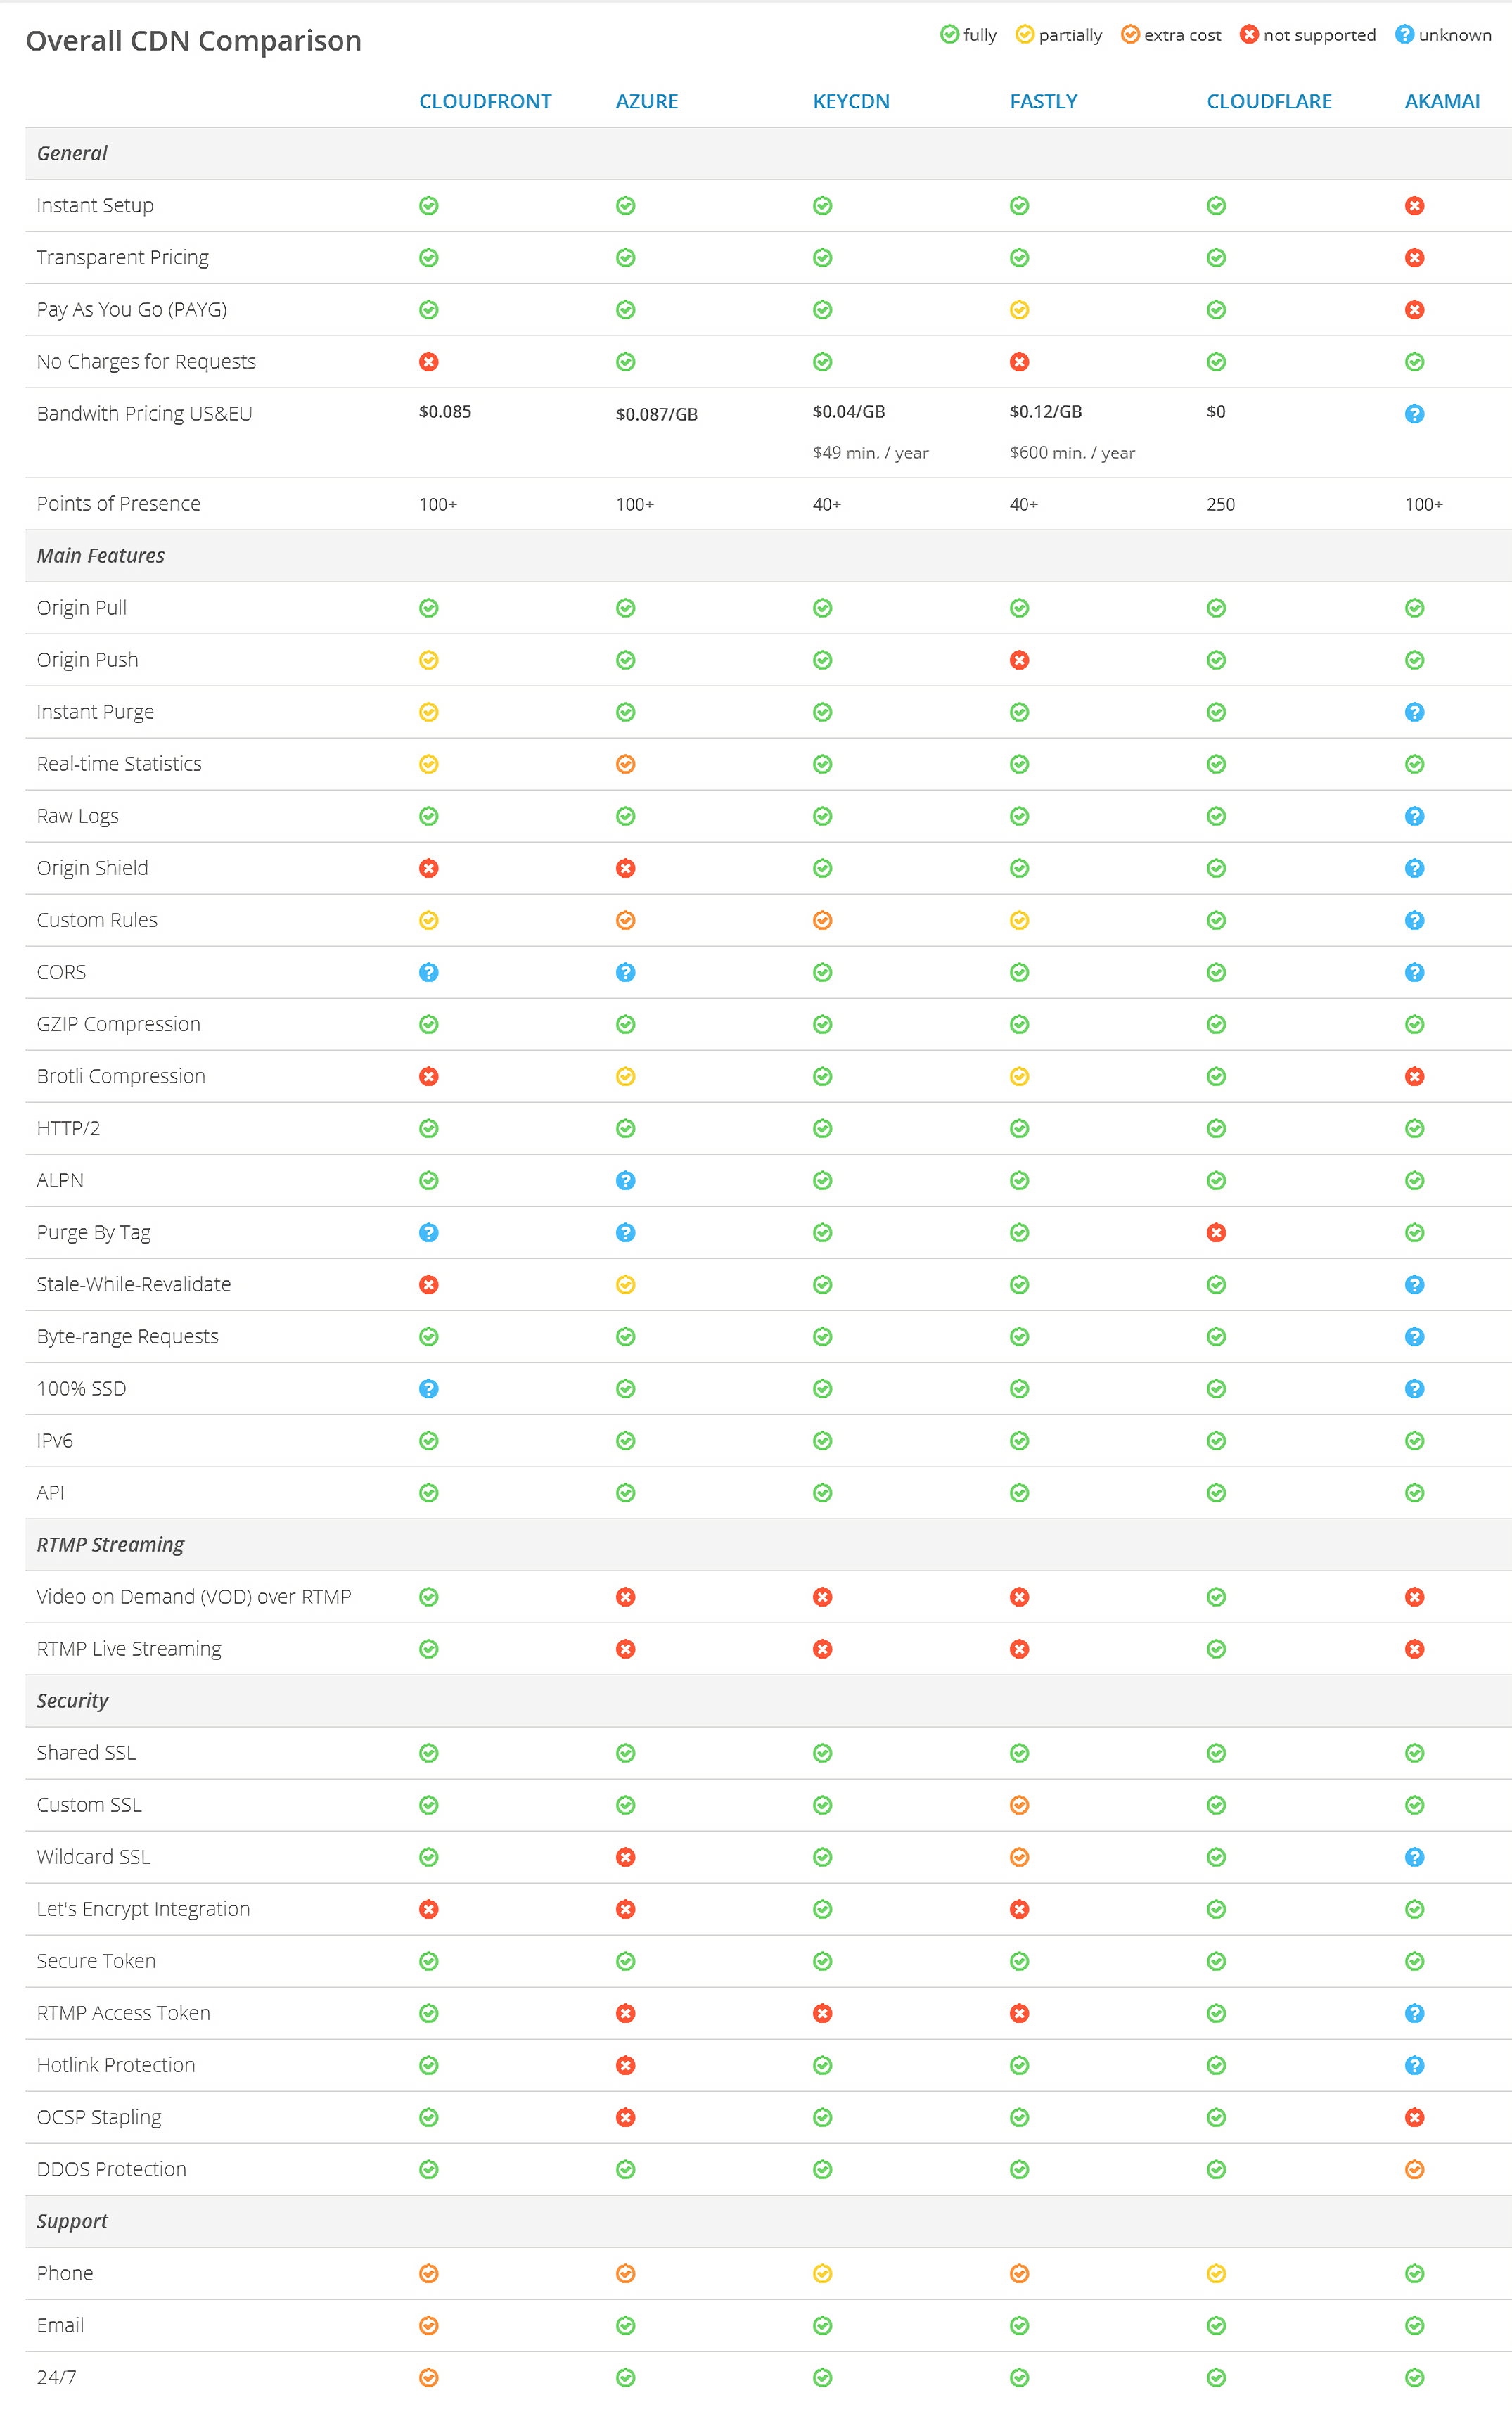 Overall CDN Comparison
fully partially extra cost not supported unknown
CLOUDFRONT AZURE KEYCDN FASTLY CLOUDFLARE AKAMAI
General
Instant Setup
Transparent Pricing
Pay As You Go (PAYG)
No Charges for Requests
Bandwith Pricing US&EU $0.085 $0.087/GB $0.04/GB $0.12/GB $0
$49 min. / year $600 min. / year
Points of Presence 100+ 100+ 40+ 40+ 250 100+
Main Features
Origin Pull
Origin Push
Instant Purge
Real-time Statistics
Raw Logs
Origin Shield
Custom Rules
CORS
GZIP Compression
Brotli Compression
HTTP/2
ALPN
Purge By Tag
Stale-While-Revalidate
Byte-range Requests
100% SSD
IPv6
API
RTMP Streaming
Video on Demand (VOD) over RTMP
RTMP Live Streaming
Security
Shared SSL
Custom SSL
Wildcard SSL
Let's Encrypt Integration
Secure Token
RTMP Access Token
Hotlink Protection
OCSP Stapling
DDOS Protection
Support
Phone
Email
24/7